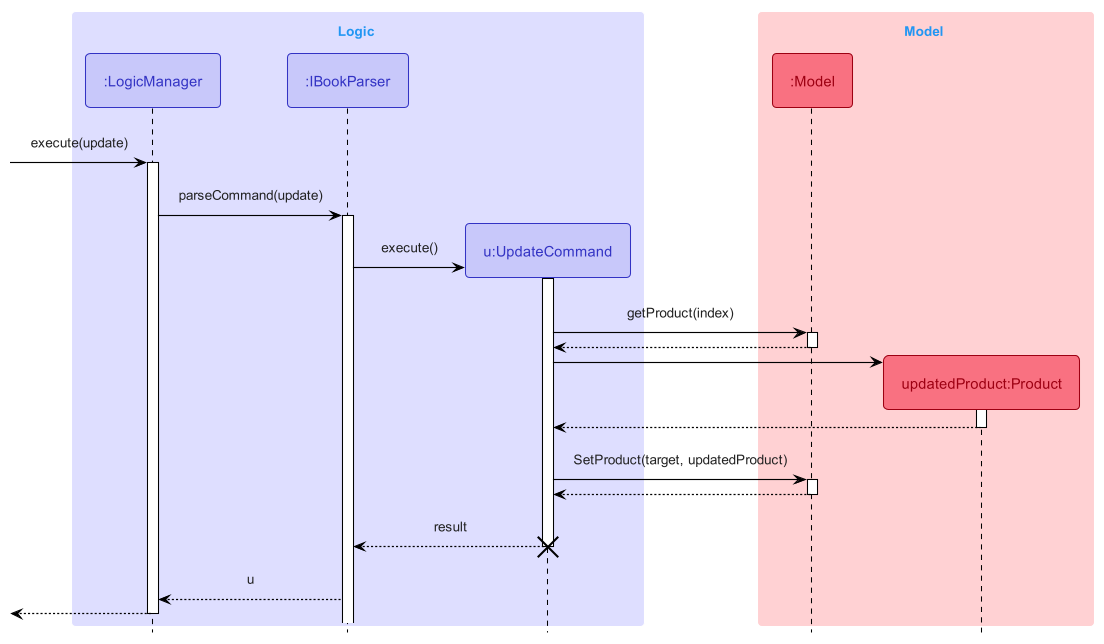 Logic
Model
:LogicManager
:IBookParser
:Model
execute(update)
parseCommand(update)
execute()
u:UpdateCommand
getProduct(index)
updatedProduct:Product
SetProduct(target, updatedProduct)
result
u